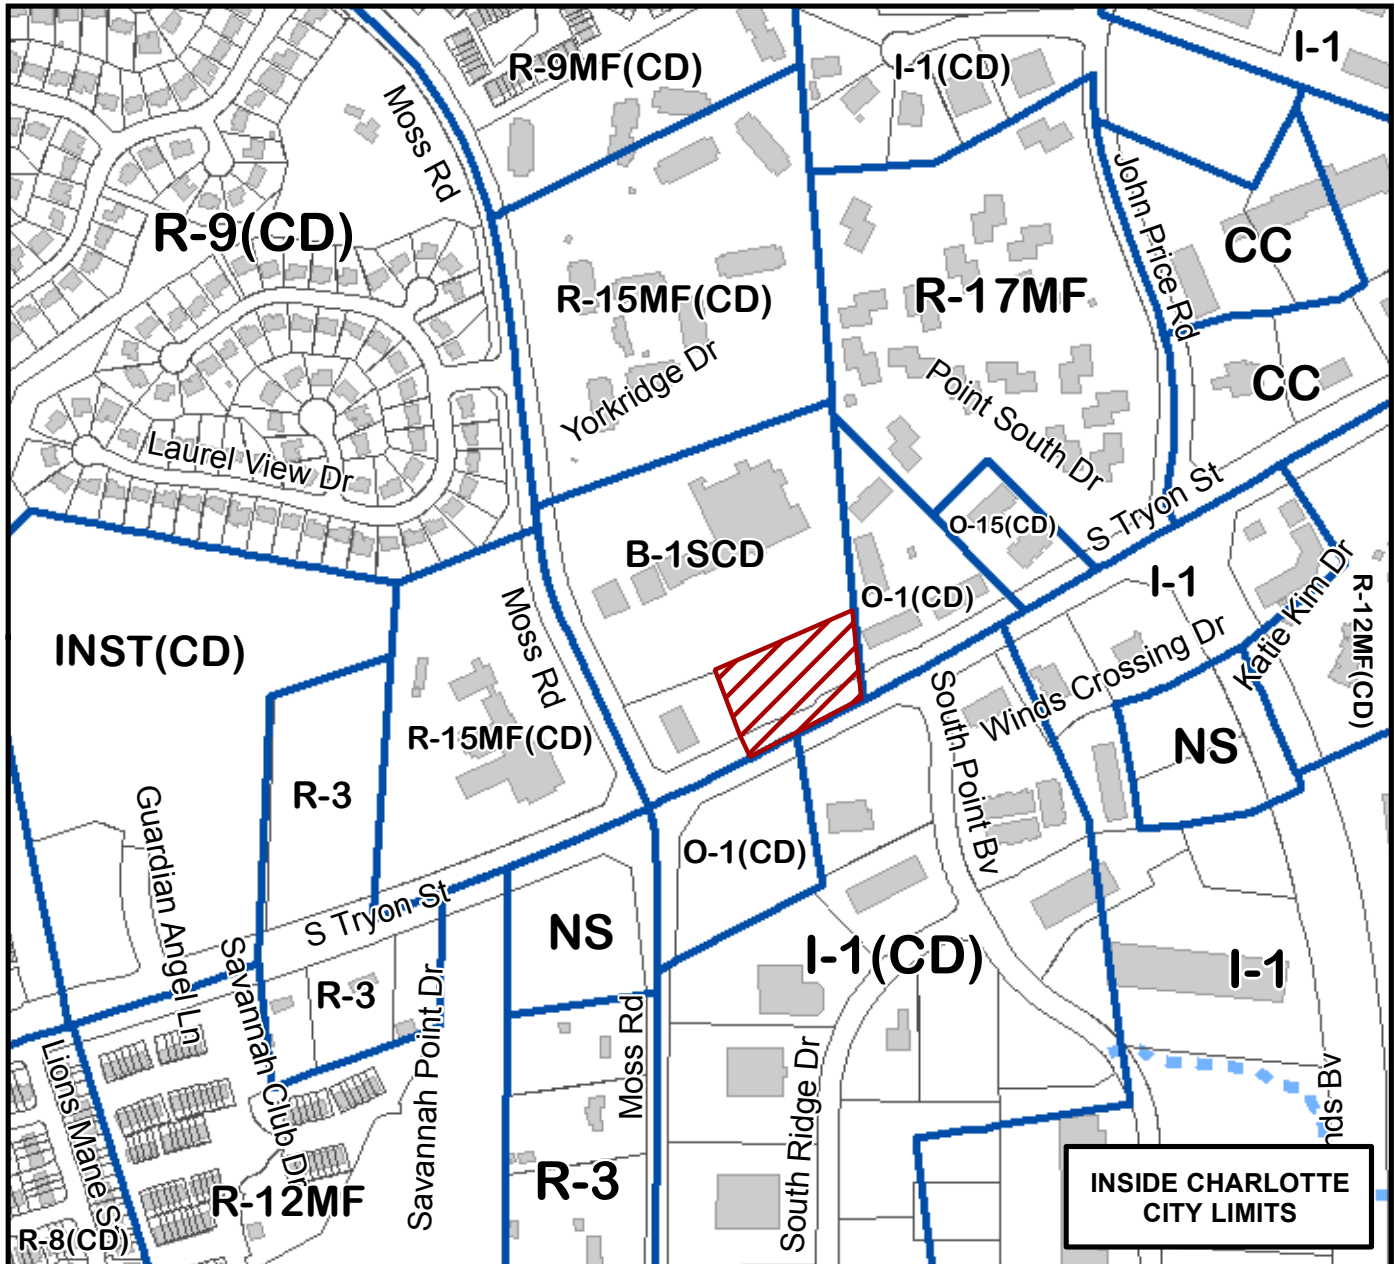 I-1
R-9MF(CD)
I-1(CD)
Moss Rd
John Price Rd
R-9(CD)
CC
R-15MF(CD)
R-17MF
Yorkridge Dr
Point South Dr
CC
Laurel View Dr
S Tryon St
O-15(CD)
B-1SCD
I-1
O-1(CD)
Katie Kim Dr
R-12MF(CD)
Moss Rd
INST(CD)
Winds Crossing Dr
South Point Bv
R-15MF(CD)
NS
R-3
Guardian Angel Ln
O-1(CD)
S Tryon St
NS
I-1(CD)
I-1
R-3
Savannah Club Dr
Savannah Point Dr
Moss Rd
South Ridge Dr
Lions Mane S
nds Bv
R-12MF
R-3
R-8(CD)
INSIDE CHARLOTTE
CITY LIMITS